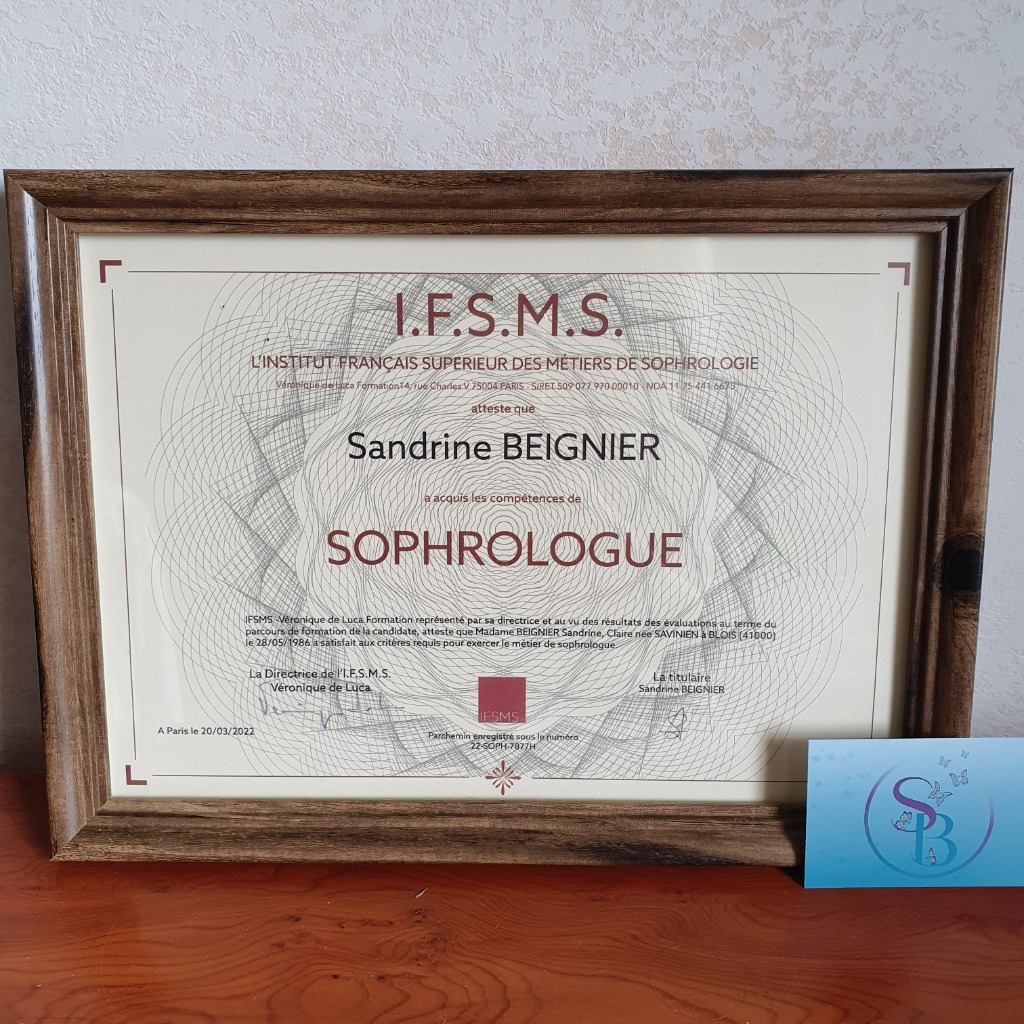 I.F.S.M.S.
L'INSTITUT FRANÇAIS SUPERIEUR DES MÉTIERS DE SOPHROLOGIE
Véronique de Luca Formation14, rue Charles V 75004 PARIS - SIRET 509 077 970 00010 - NDA 11 75 441 6675
atteste que
Sandrine BEIGNIER
a acquis les compétences de
SOPHROLOGUE
IFSMS -Véronique de Luca Formation représenté par sa directrice et au vu des résultats des évaluations au terme du
parcours de formation de la candidate, atteste que Madame BEIGNIER Sandrine, Claire née SAVINIEN à BLOIS (41000)
le 28/05/1986 a satisfait aux critères requis pour exercer le métier de sophrologue
La Directrice de l'I.F.S.M.S.
Véronique de Luca
La titulaire
Sandrine BEIGNIER
IFSMS
A Paris le 20/03/2022
Parchemin enregistré sous le numéro
22-SOPH-7877H
SB